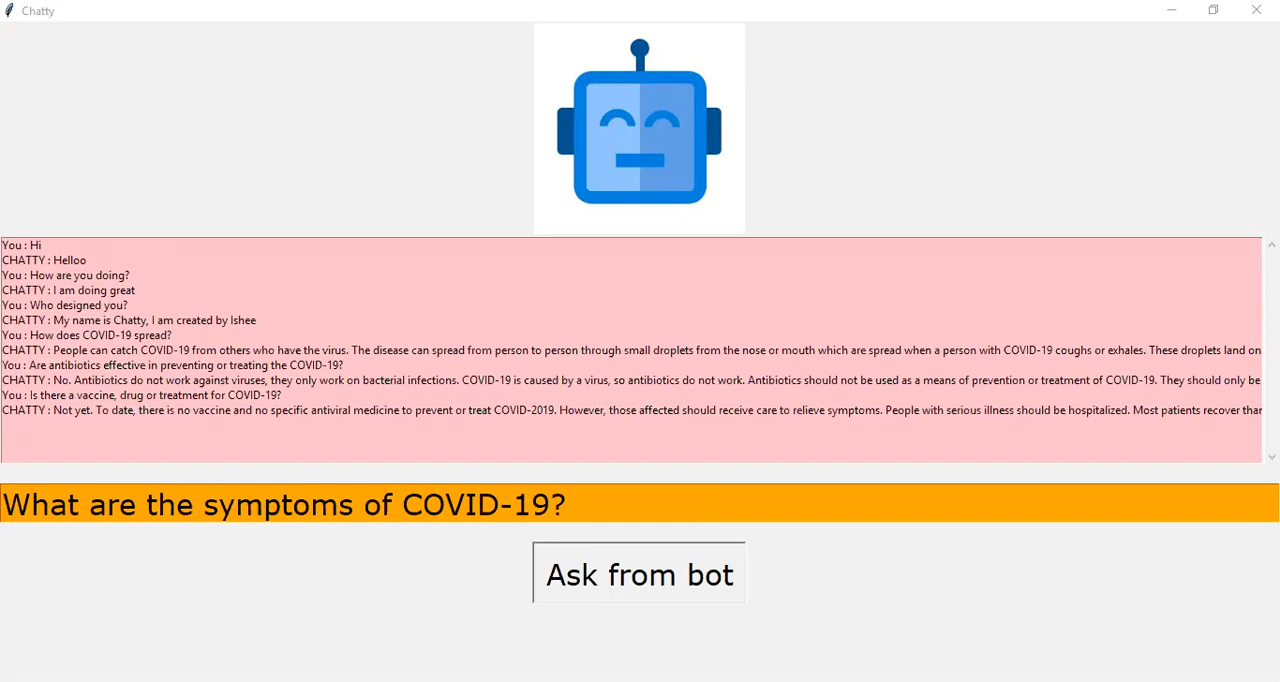 Chatty
You : Hi
CHATTY : Helloo
You : How are you doing?
CHATTY : I am doing great
You : Who designed you?
CHATTY : My name is Chatty, I am created by Ishee
You : How does COVID-19 spread?
CHATTY : People can catch COVID-19 from others who have the virus. The disease can spread from person to person through small droplets from the nose or mouth which are spread when a person with COVID-19 coughs or exhales. These droplets land on
You : Are antibiotics effective in preventing or treating the COVID-19?
CHATTY : No. Antibiotics do not work against viruses, they only work on bacterial infections. COVID-19 is caused by a virus, so antibiotics do not work. Antibiotics should not be used as a means of prevention or treatment of COVID-19. They should only be
You : Is there a vaccine, drug or treatment for COVID-19?
CHATTY : Not yet. To date, there is no vaccine and no specific antiviral medicine to prevent or treat COVID-2019. However, those affected should receive care to relieve symptoms. People with serious illness should be hospitalized. Most patients recover than
What are the symptoms of COVID-19?
Ask from bot